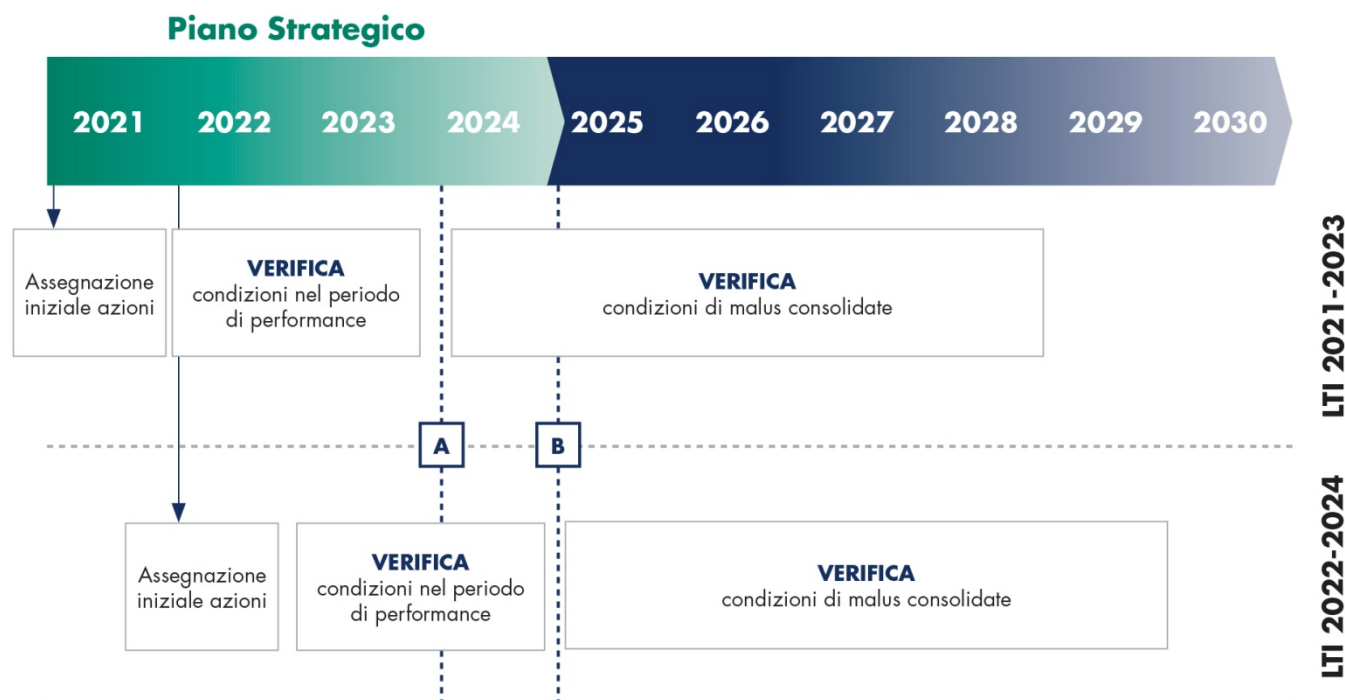 Piano Strategico
2021 2022 2023 2024 2025 2026 2027 2028 2029 2030
Assegnazione
iniziale azioni
VERIFICA
condizioni nel periodo
di performance
VERIFICA
condizioni di malus consolidate
LTI 2021-2023
A
B
Assegnazione
iniziale azioni
VERIFICA
condizioni nel periodo
di performance
VERIFICA
condizioni di malus consolidate
LTI 2022-2024